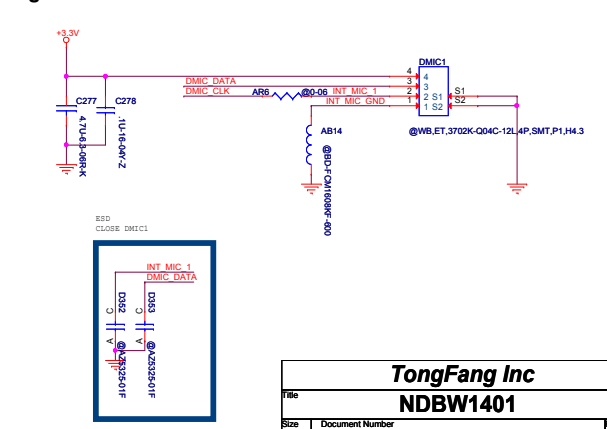 +3.3V
C277
4.7U-6.3-06R-K
C278
.1U-16-04Y-Z
DMIC_DATA
DMIC_CLK
AR6
@0-06
INT_MIC_1
INT_MIC_GND
4
3
2
1
DMIC1
4
3
2 S1
1 S2
S1
S2
@WB,ET,3702K-Q04C-12L,4P,SMT,P1,H4.3
AB14
@BD-FCM1608KF-600
ESD
CLOSE DMIC1
INT_MIC_1
DMIC_DATA
D352
D353
C
C
A
A
@AZ5325-01F
@AZ5325-01F
TongFang Inc
Title
NDBW1401
Size
Document Number